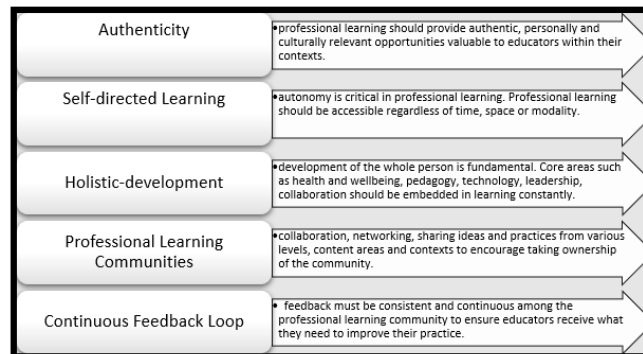 Authenticity
•professional learning should provide authentic, personally and
culturally relevant opportunities valuable to educators within their
contexts.
Self-directed Learning
•autonomy is critical in professional learning. Professional learning
should be accessible regardless of time, space or modality.
Holistic-development
•development of the whole person is fundamental. Core areas such
as health and wellbeing, pedagogy, technology, leadership,
collaboration should be embedded in learning constantly.
Professional Learning
Communities
•collaboration, networking, sharing ideas and practices from various
levels, content areas and contexts to encourage taking ownership
of the community.
Continuous Feedback Loop
• feedback must be consistent and continuous among the
professional learning community to ensure educators receive what
they need to improve their practice.